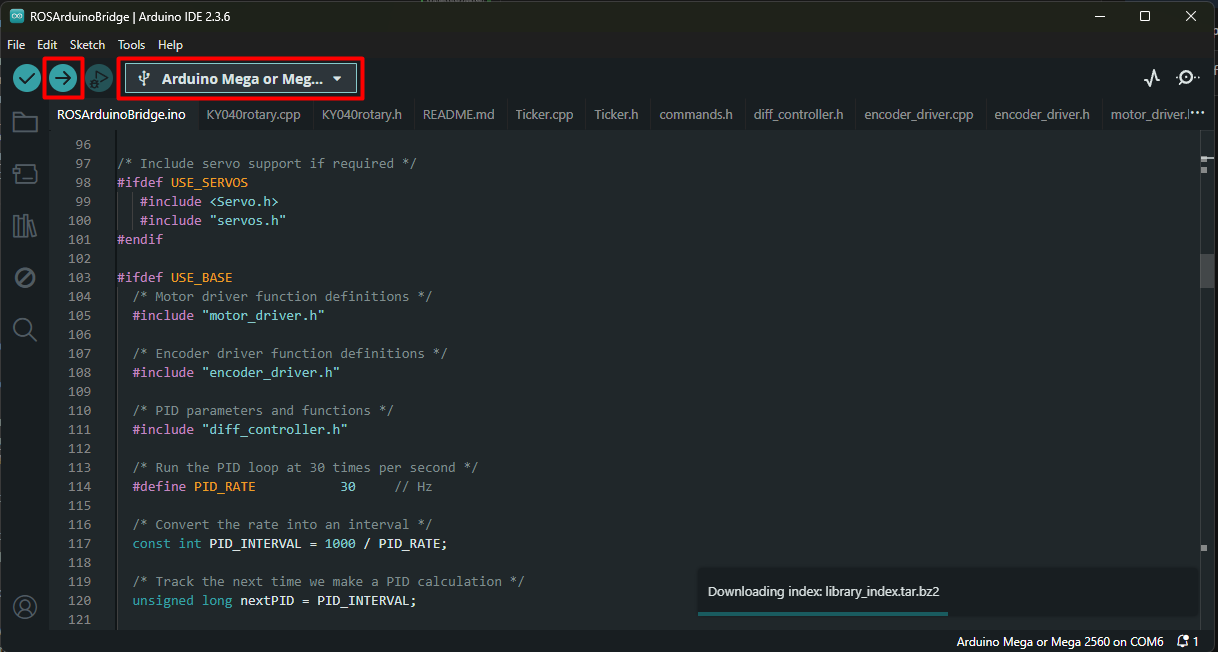 ROSArduinoBridge | Arduino IDE 2.3.6
File Edit Sketch Tools Help
Arduino Mega or Meg...
ROSArduinoBridge.ino KY040rotary.cpp KY040rotary.h README.md Ticker.cpp Ticker.h commands.h diff_controller.h encoder_driver.cpp encoder_driver.h motor_driver.l ...
96
97 /* Include servo support if required */
98 #ifdef USE_SERVOS
99 #include <Servo.h>
100 #include "servos.h"
101 #endif
102
103 #ifdef USE_BASE
104 /* Motor driver function definitions */
105 #include "motor_driver.h"
106
107 /* Encoder driver function definitions */
108 #include "encoder_driver.h"
109
110 /* PID parameters and functions */
111 #include "diff_controller.h"
112
113 /* Run the PID loop at 30 times per second */
114 #define PID_RATE 30 // Hz
115
116 /* Convert the rate into an interval */
117 const int PID_INTERVAL = 1000 / PID_RATE;
118
119 /* Track the next time we make a PID calculation */
120 unsigned long nextPID = PID_INTERVAL;
121
Downloading index: library_index.tar.bz2
Arduino Mega or Mega 2560 on COM6 1